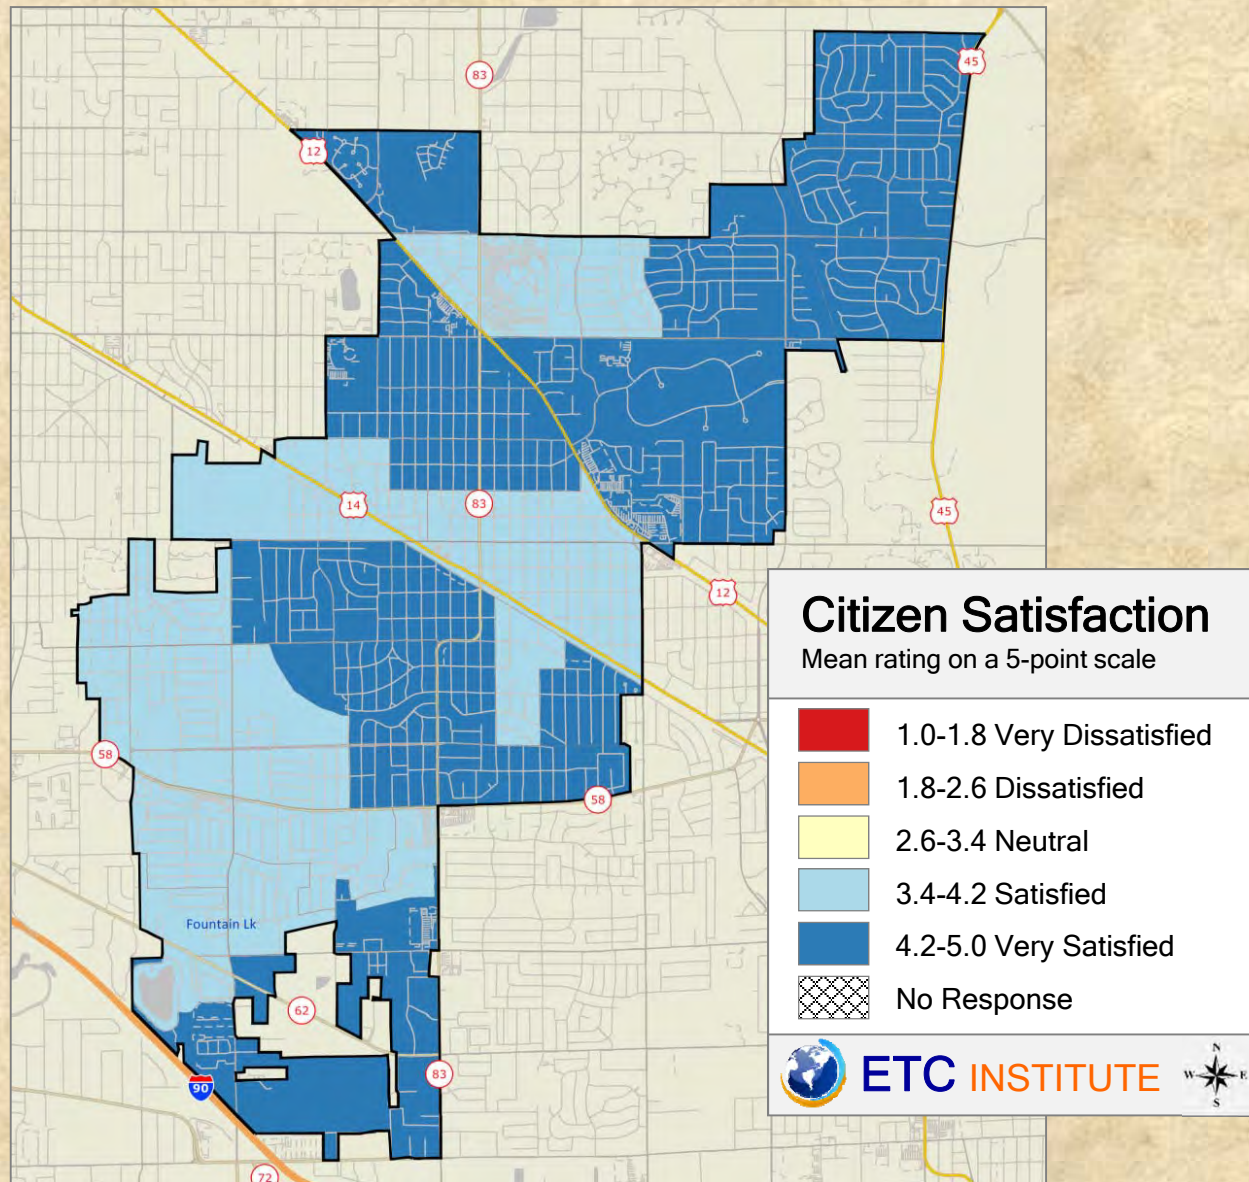 45
83
12
14
83
45
12
58
58
Fountain Lk
62
83
90
72
Citizen Satisfaction
Mean rating on a 5-point scale
1.0-1.8 Very Dissatisfied
1.8-2.6 Dissatisfied
2.6-3.4 Neutral
3.4-4.2 Satisfied
4.2-5.0 Very Satisfied
No Response
ETC INSTITUTE
N
W E
S